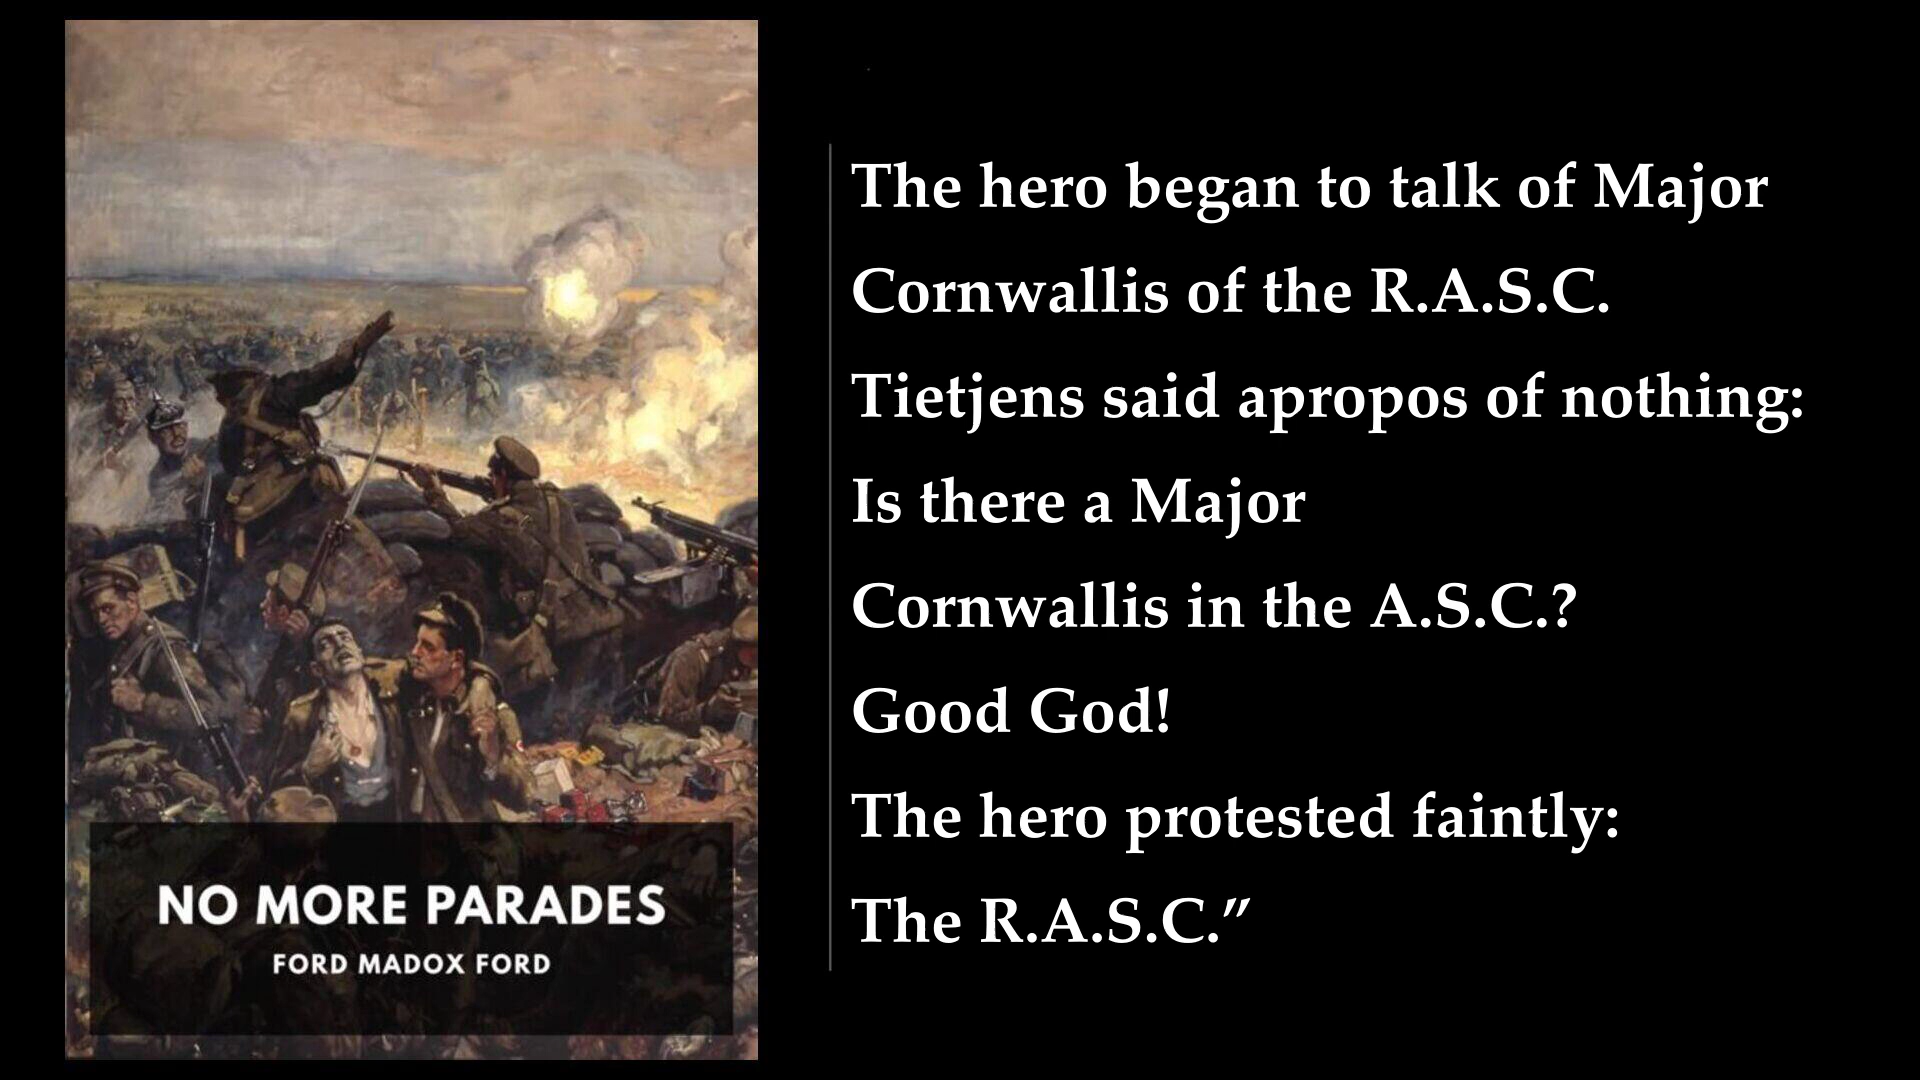 NO MORE PARADES
FORD MADOX FORD
The hero began to talk of Major
Cornwallis of the R.A.S.C.
Tietjens said apropos of nothing:
Is there a Major
Cornwallis in the A.S.C.?
Good God!
The hero protested faintly:
The R.A.S.C.”